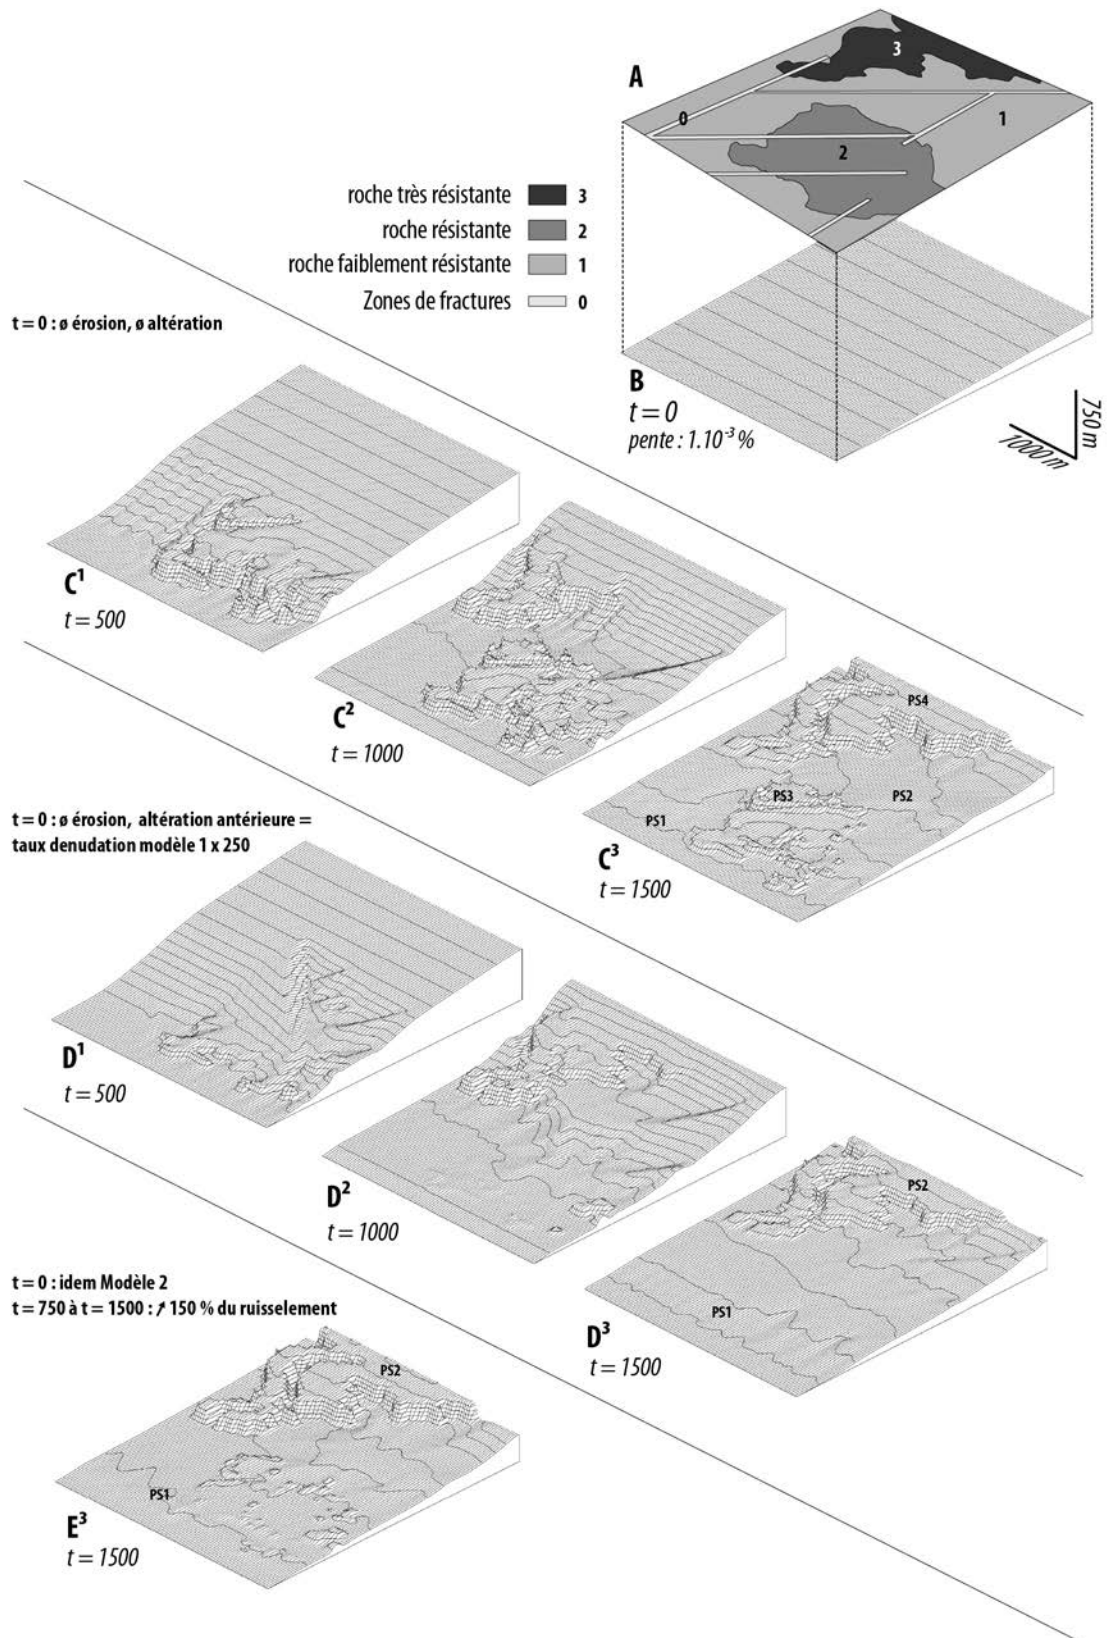 A
3
0
1
2
roche très résistante 3
roche résistante 2
roche faiblement résistante 1
Zones de fractures 0
B
t = 0
pente : 1.10⁻³ %
750 m
1000 m
t = 0 : ø érosion, ø altération
C¹
t = 500
C²
t = 1000
PS4
PS3
PS2
PS1
C³
t = 1500
t = 0 : ø érosion, altération antérieure =
taux denudation modèle 1 x 250
D¹
t = 500
D²
t = 1000
PS2
PS1
D³
t = 1500
t = 0 : idem Modèle 2
t = 750 à t = 1500 : ↗ 150 % du ruisselement
PS2
PS1
E³
t = 1500